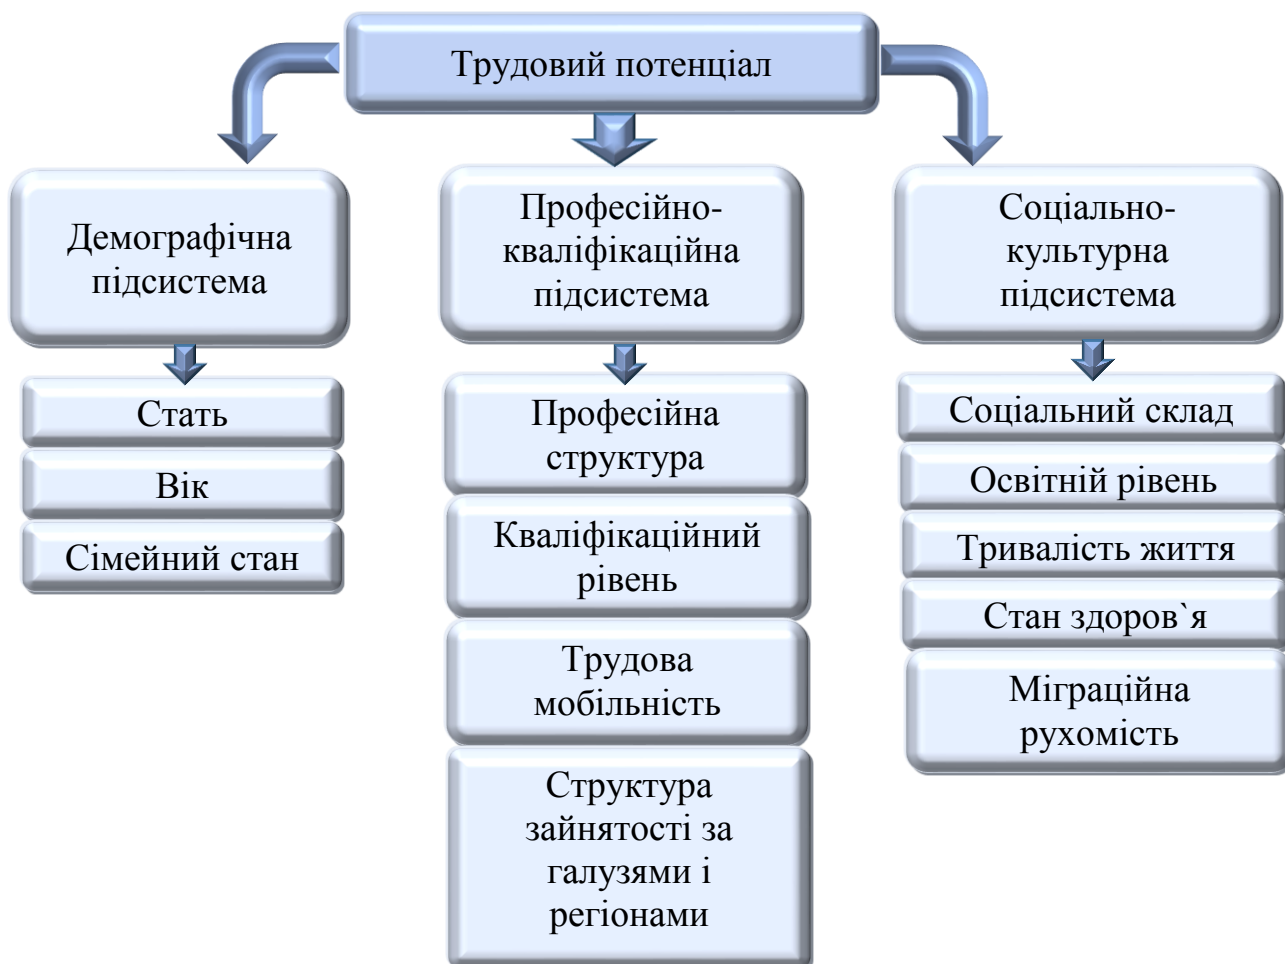 Трудовий потенціал
Демографічна
підсистема
Стать
Вік
Сімейний стан
Професійно-
кваліфікаційна
підсистема
Професійна
структура
Кваліфікаційний
рівень
Трудова
мобільність
Структура
зайнятості за
галузями і
регіонами
Соціально-
культурна
підсистема
Соціальний склад
Освітній рівень
Тривалість життя
Стан здоров`я
Міграційна
рухомість